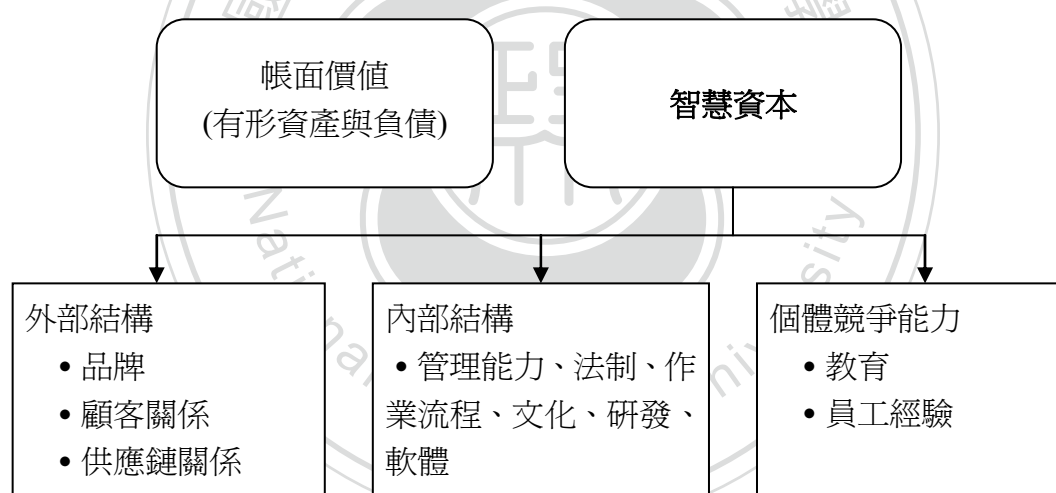 帳面價值
(有形資產與負債)
智慧資本
外部結構
• 品牌
• 顧客關係
• 供應鏈關係
內部結構
• 管理能力、法制、作
業流程、文化、研發、
軟體
個體競爭能力
• 教育
• 員工經驗